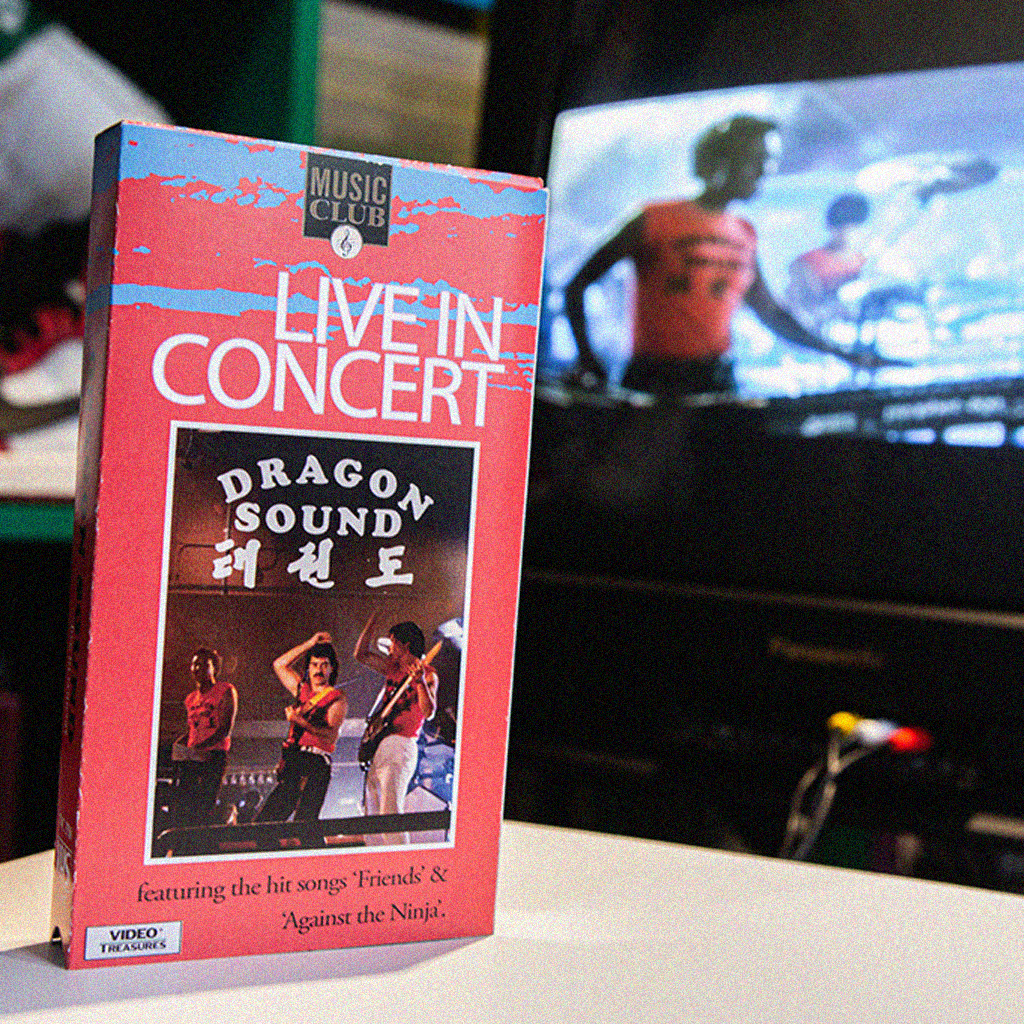 MUSIC
CLUB
LIVE IN
CONCERT
DRAGON
SOUND
태권도
featuring the hit songs 'Friends' &
'Against the Ninja'.
VIDEO
TREASURES